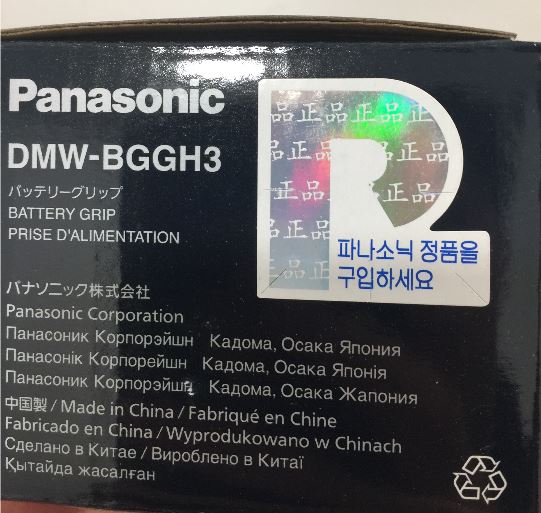 Panasonic
DMW-BGGH3
バッテリーグリップ
BATTERY GRIP
PRISE D'ALIMENTATION
正品正品正品
品正品正品
正品正品
品正品
正品
파나소닉 정품을
구입하세요
パナソニック株式会社
Panasonic Corporation
Панасоник Корпорэйшн Кадома, Осака Япония
Панасонік Корпорейшн Кадома, Осака Японія
Панасоник Корпорэйшн Кадома, Осака Жапония
中国製 / Made in China / Fabriqué en Chine
Fabricado en China / Wyprodukowano w Chinach
Сделано в Китае / Вироблено в Китаї
Қытайда жасалған